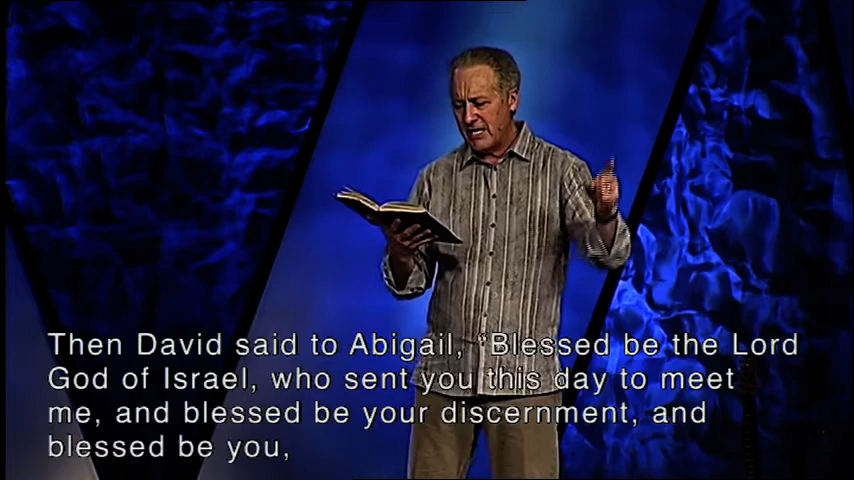 Then David said to Abigail, “Blessed be the Lord
God of Israel, who sent you this day to meet
me, and blessed be your discernment, and
blessed be you,